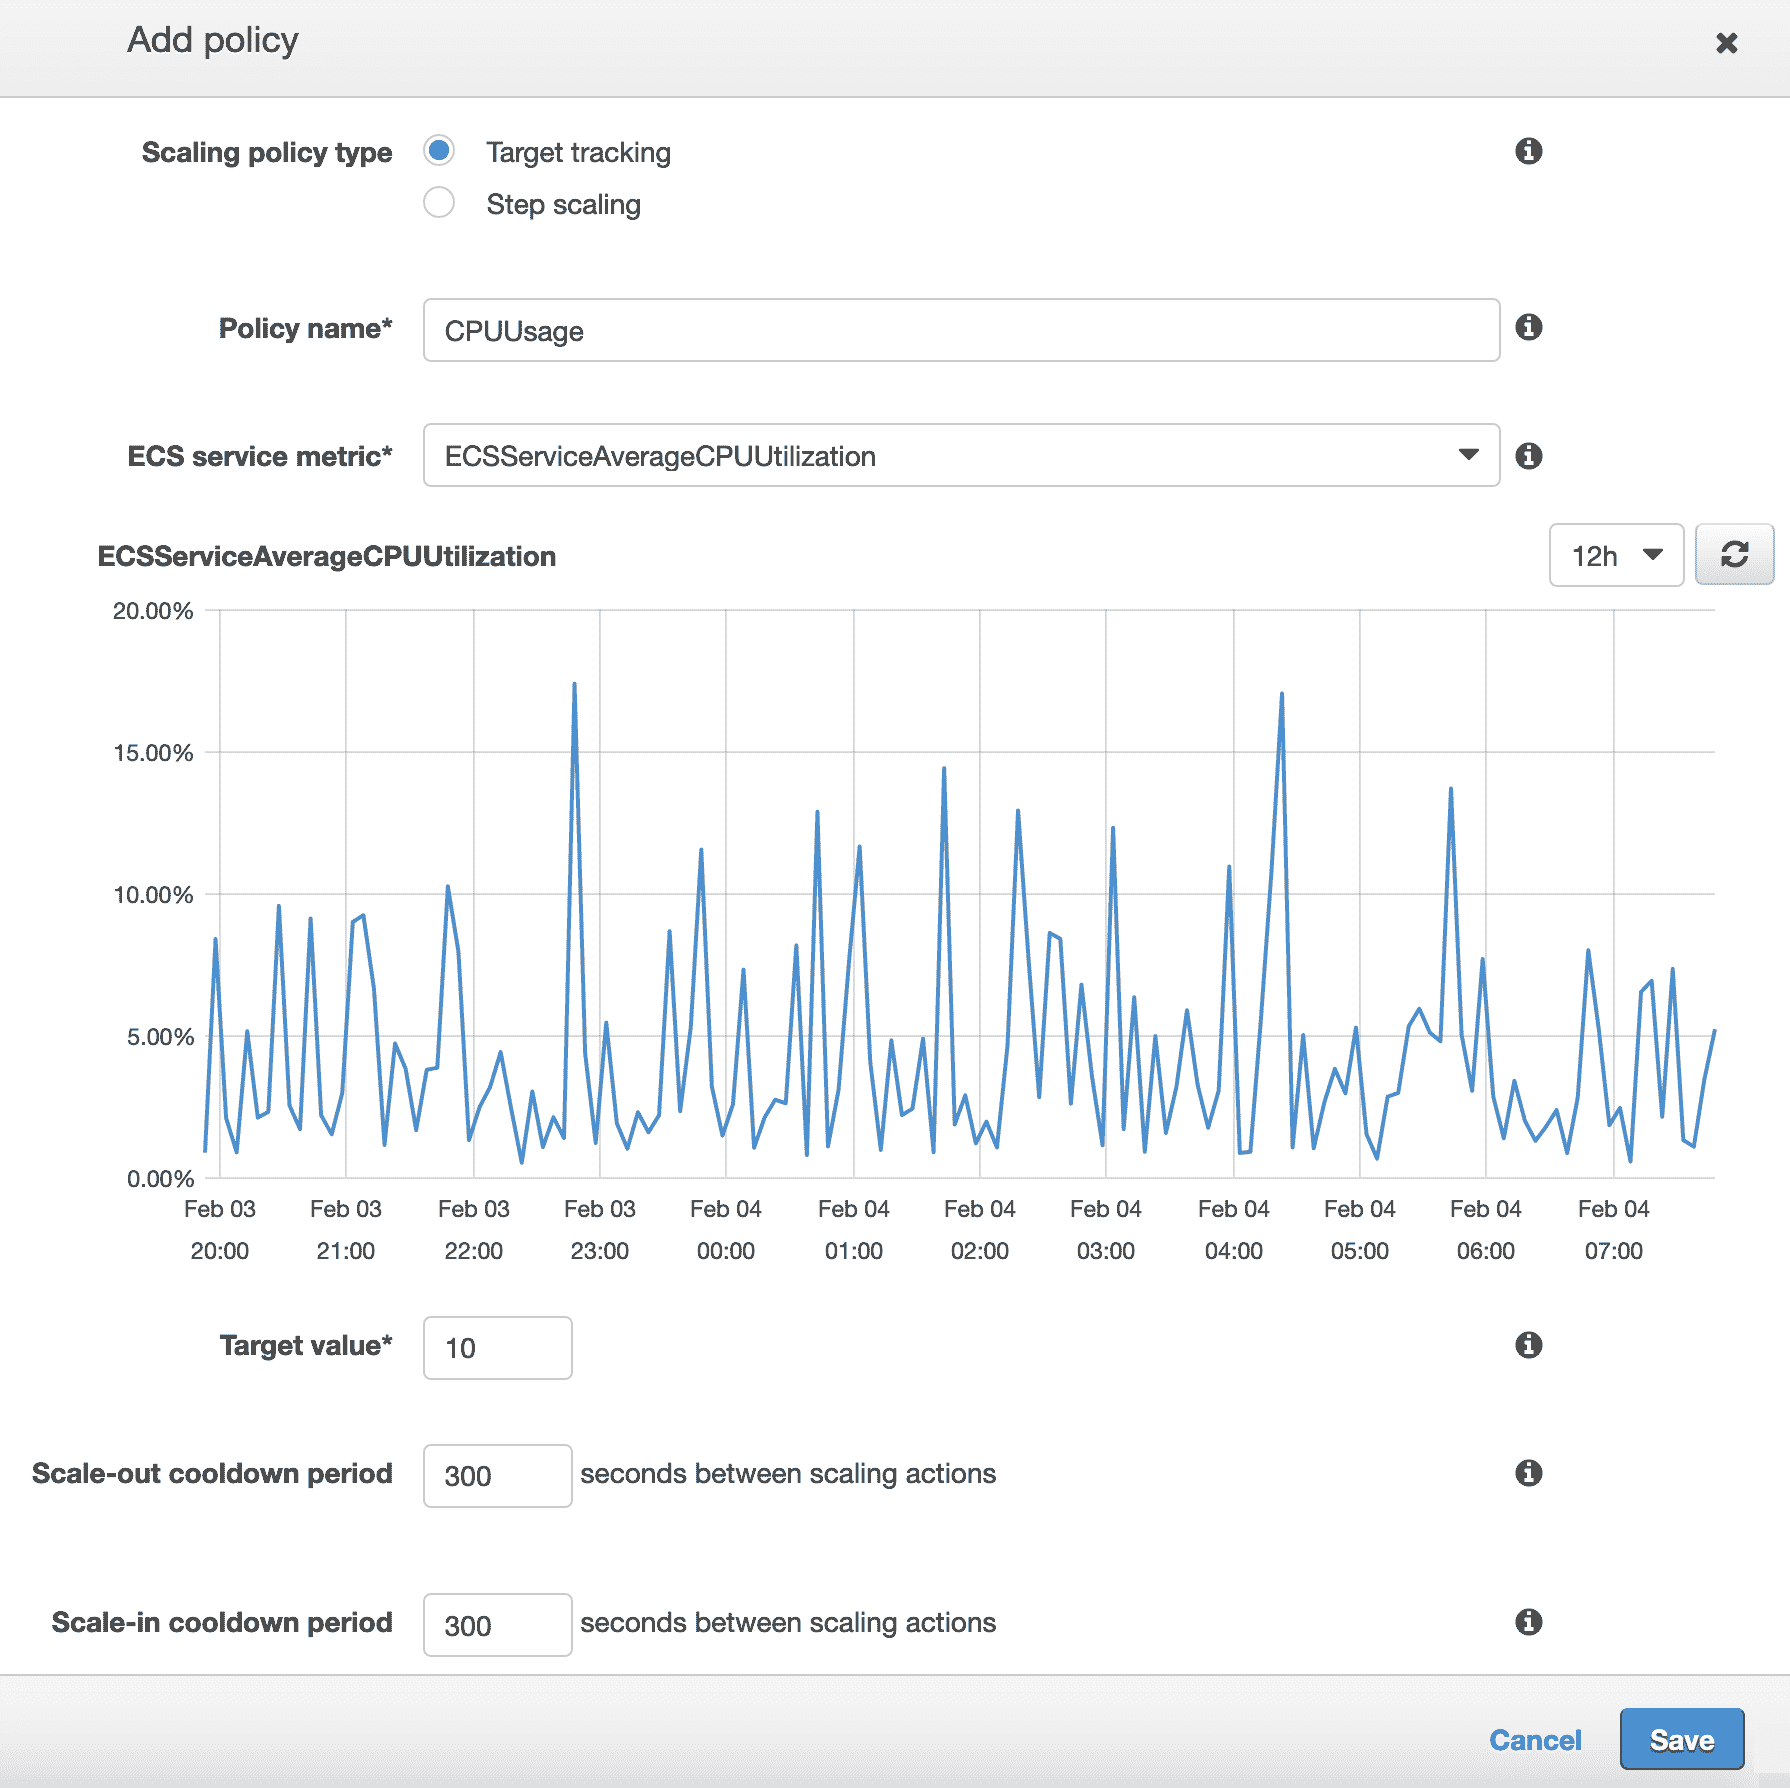 Add policy
Scaling policy type
Target tracking
Step scaling
Policy name* CPUUsage
ECS service metric* ECSServiceAverageCPUUtilization
ECSServiceAverageCPUUtilization 12h
20.00%
15.00%
10.00%
5.00%
0.00%
Feb 03 Feb 03 Feb 03 Feb 03 Feb 04 Feb 04 Feb 04 Feb 04 Feb 04 Feb 04 Feb 04 Feb 04
20:00 21:00 22:00 23:00 00:00 01:00 02:00 03:00 04:00 05:00 06:00 07:00
Target value* 10
Scale-out cooldown period 300 seconds between scaling actions
Scale-in cooldown period 300 seconds between scaling actions
Cancel Save